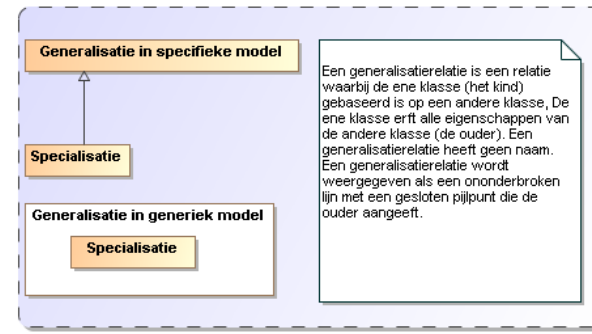 Generalisatie in specifieke model
Specialisatie
Generalisatie in generiek model
Specialisatie
Een generalisatierelatie is een relatie
waarbij de ene klasse (het kind)
gebaseerd is op een andere klasse, De
ene klasse erft alle eigenschappen van
de andere klasse (de ouder). Een
generalisatierelatie heeft geen naam.
Een generalisatierelatie wordt
weergegeven als een ononderbroken
lijn met een gesloten pijlpunt die de
ouder aangeeft.